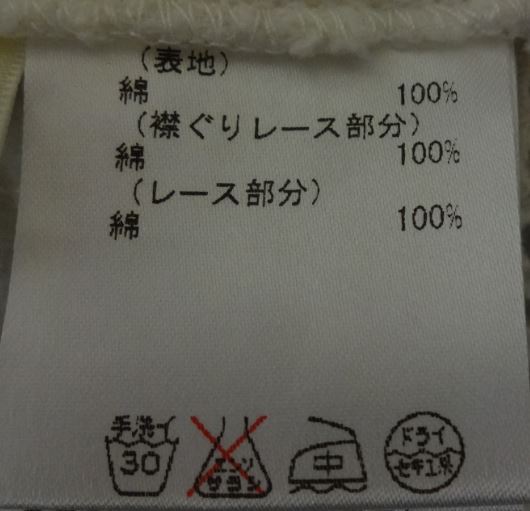 (表地)
綿 100%
(襟ぐりレース部分)
綿 100%
(レース部分)
綿 100%
手洗イ
30
エンソ
サラシ
中
ドライ
セキユ系